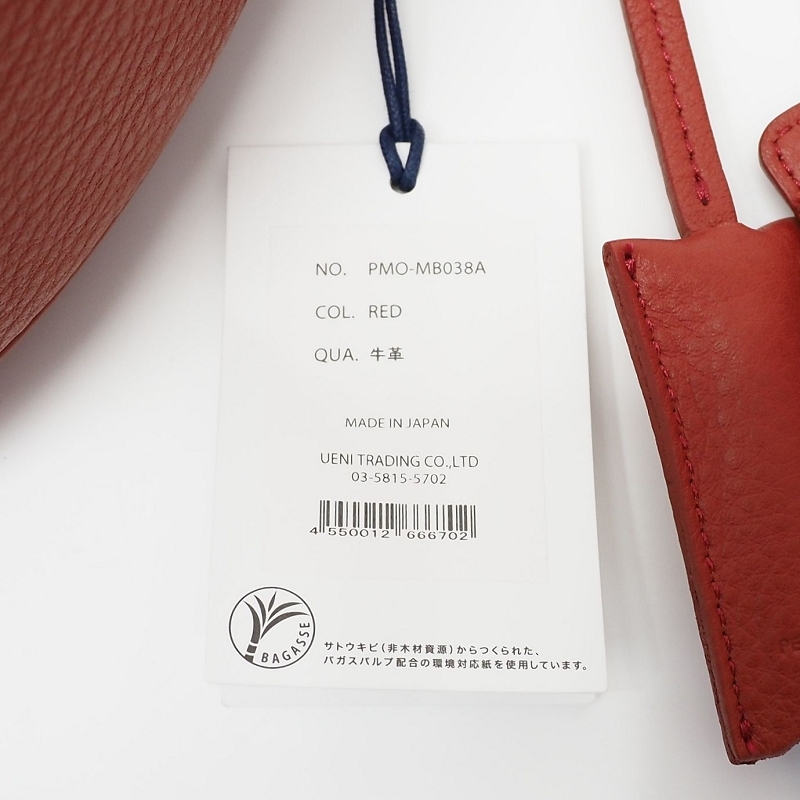 NO. PMO-MB038A
COL. RED
QUA. 牛革
MADE IN JAPAN
UENI TRADING CO.,LTD
03-5815-5702
4 550012 666702
BAGASSE
サトウキビ(非木材資源)からつくられた、
バガスパルプ配合の環境対応紙を使用しています。